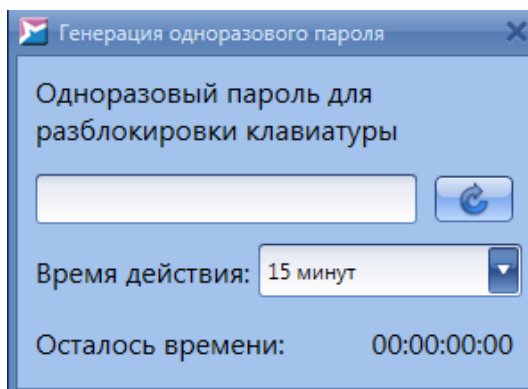 Генерация одноразового пароля
Одноразовый пароль для
разблокировки клавиатуры
Время действия: 15 минут
Осталось времени: 00:00:00:00